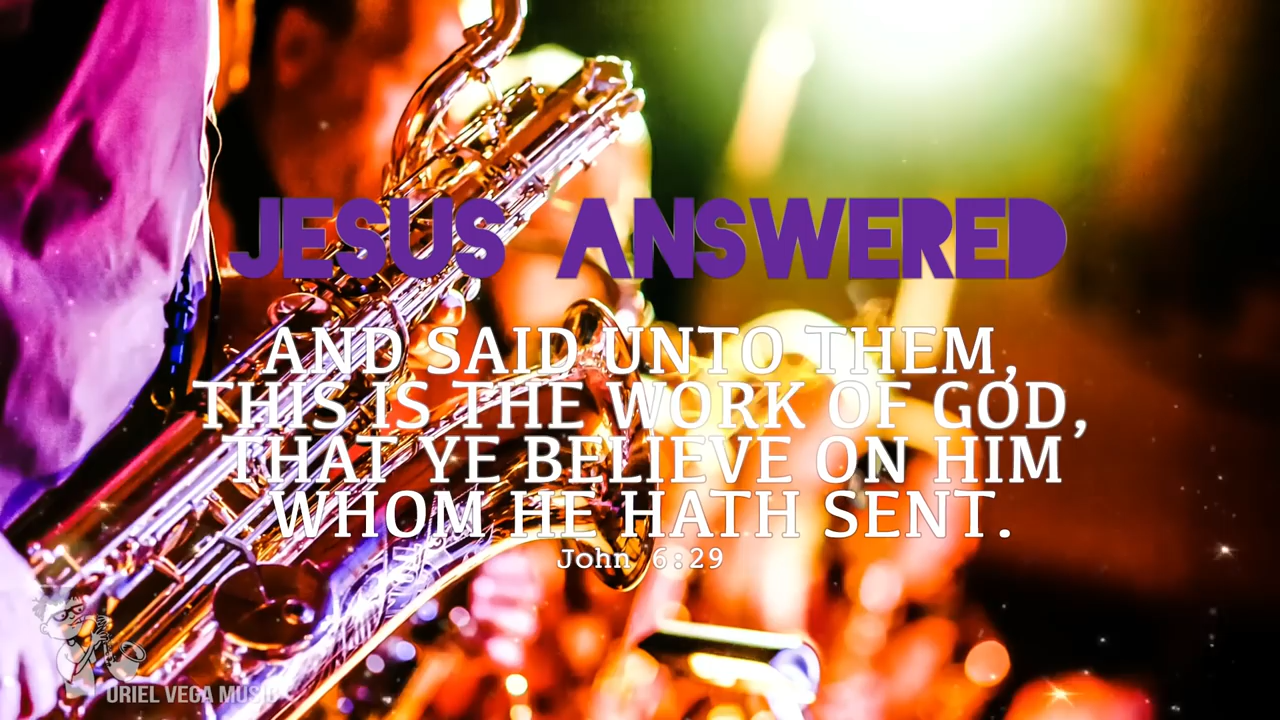 JESUS ANSWERED
AND SAID UNTO THEM,
THIS IS THE WORK OF GOD,
THAT YE BELIEVE ON HIM
WHOM HE HATH SENT.
John 6:29
ORIEL VEGA MUSIC